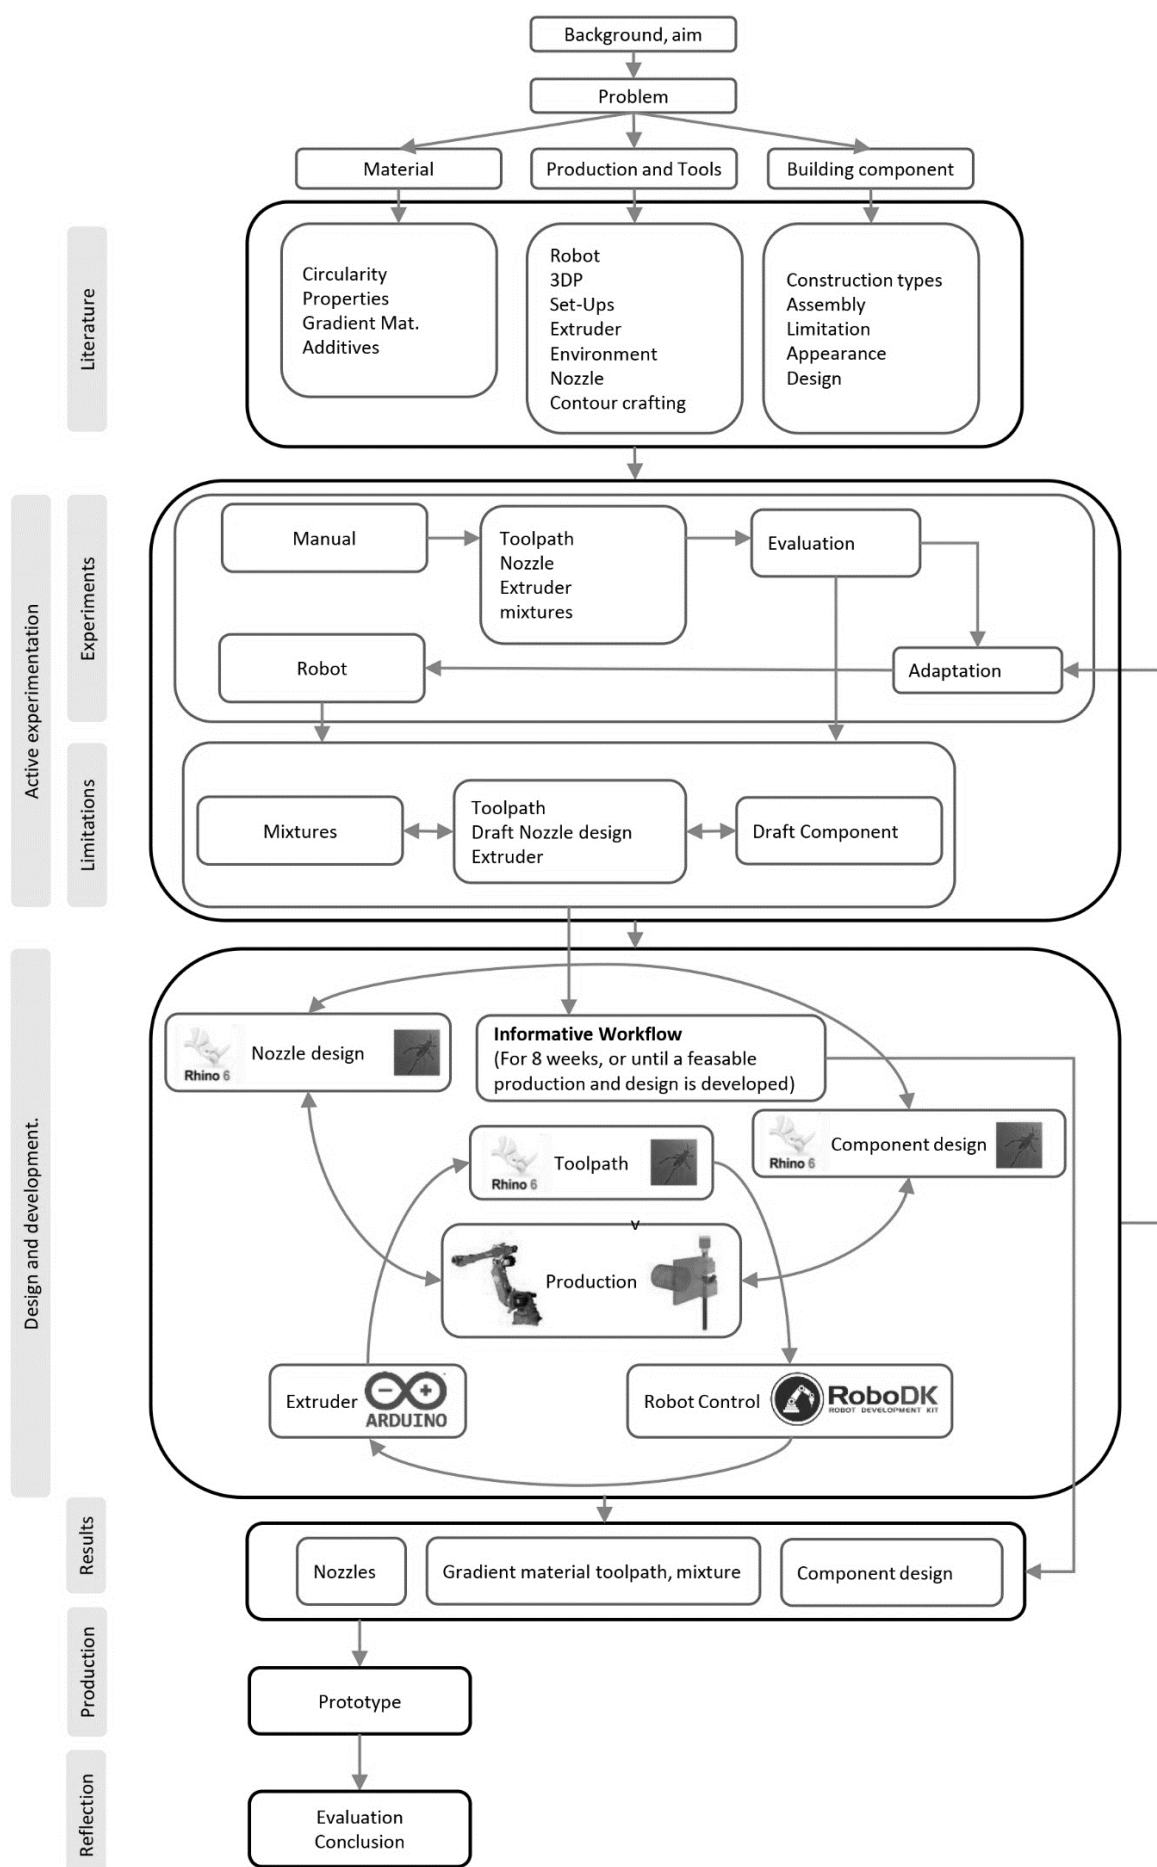 Background, aim
Problem
Material
Production and Tools
Building component
Literature
Circularity
Properties
Gradient Mat.
Additives
Robot
3DP
Set-Ups
Extruder
Environment
Nozzle
Contour crafting
Construction types
Assembly
Limitation
Appearance
Design
Active experimentation
Experiments
Manual
Toolpath
Nozzle
Extruder
mixtures
Evaluation
Robot
Adaptation
Limitations
Mixtures
Toolpath
Draft Nozzle design
Extruder
Draft Component
Design and development.
Rhino 6
Nozzle design
Informative Workflow
(For 8 weeks, or until a feasable
production and design is developed)
Rhino 6
Toolpath
Rhino 6
Component design
v
Production
Extruder
ARDUINO
Robot Control
RoboDK
ROBOT DEVELOPMENT KIT
Results
Nozzles
Gradient material toolpath, mixture
Component design
Production
Prototype
Reflection
Evaluation
Conclusion